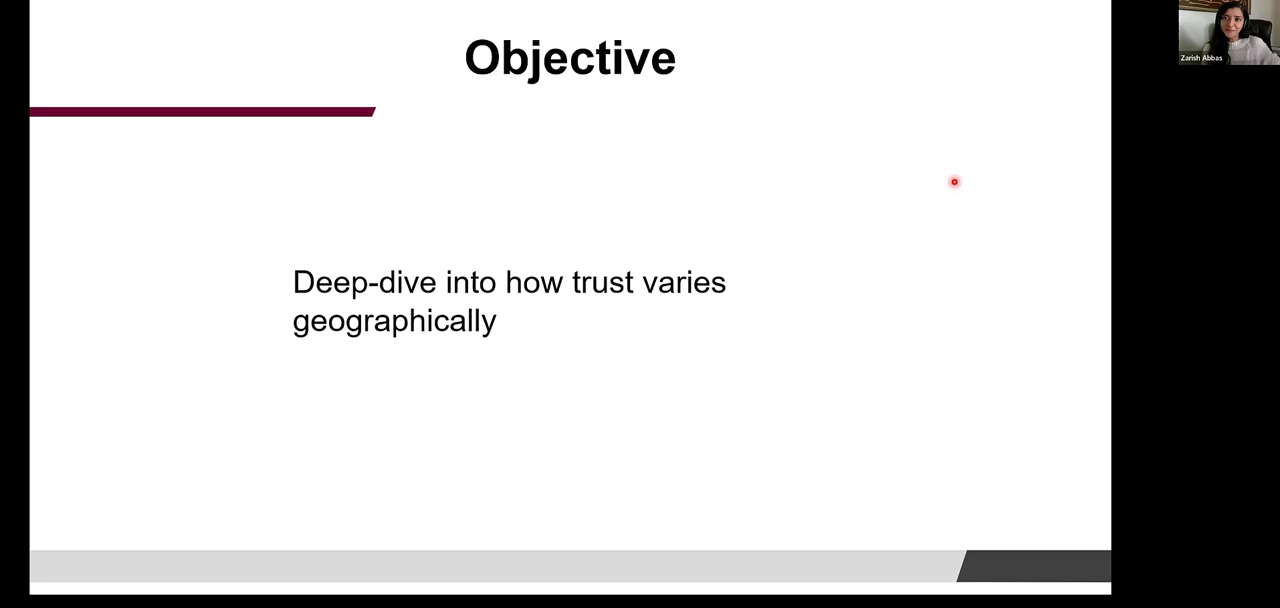 Objective
Zarish Abbas
Deep-dive into how trust varies
geographically